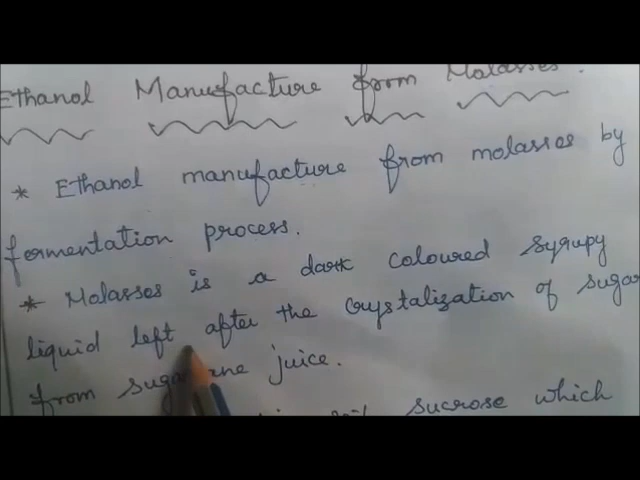 Ethanol Manufacture from Molasses.
* Ethanol manufacture from molasses by
fermentation process.
* Molasses is a dark coloured syrupy
liquid left after the crystalization of sugar
from juice.
sucrose which